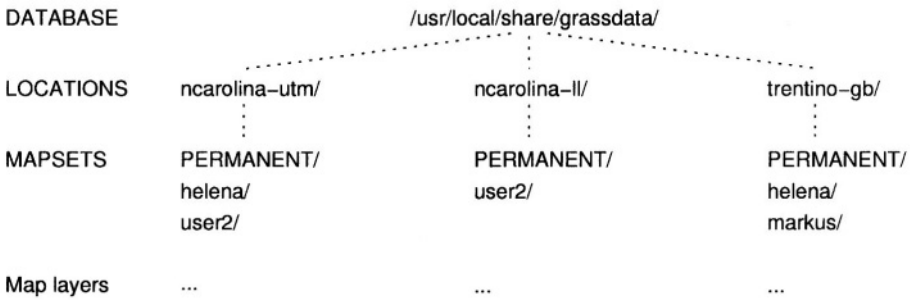 DATABASE /usr/local/share/grassdata/
LOCATIONS ncarolina−utm/ ncarolina−ll/ trentino−gb/
MAPSETS PERMANENT/ PERMANENT/ PERMANENT/
helena/ user2/ helena/
user2/ markus/
Map layers ... ... ...